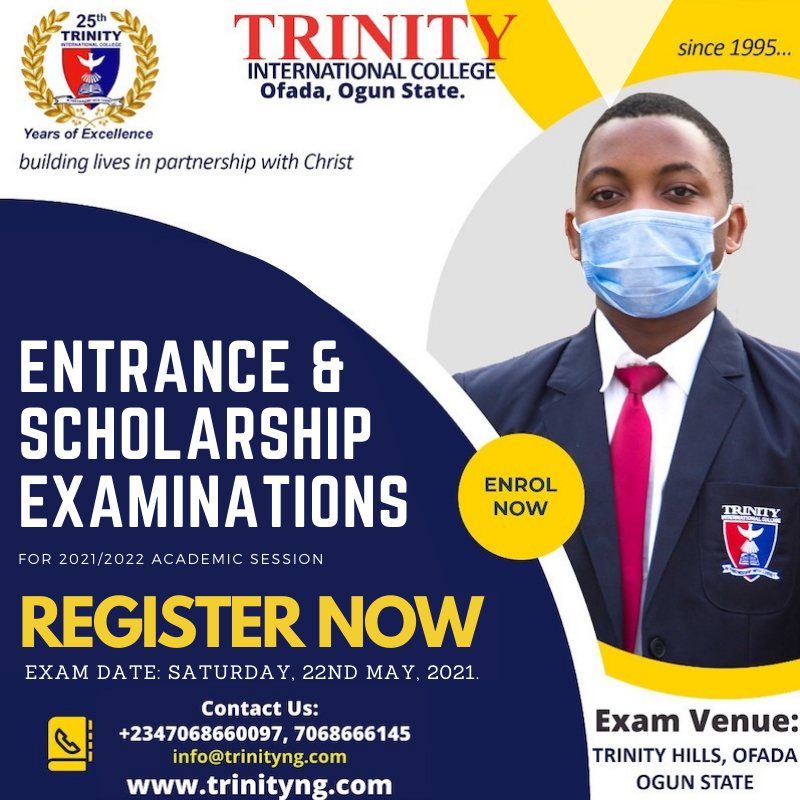 25th
TRINITY
INTERNATIONAL COLLEGE
Years of Excellence
TRINITY
INTERNATIONAL COLLEGE
Ofada, Ogun State.
since 1995...
building lives in partnership with Christ
ENTRANCE &
SCHOLARSHIP
EXAMINATIONS
FOR 2021/2022 ACADEMIC SESSION
ENROL
NOW
TRINITY
INTERNATIONAL COLLEGE
REGISTER NOW
EXAM DATE: SATURDAY, 22ND MAY, 2021.
Contact Us:
+2347068660097, 7068666145
info@trinityng.com
www.trinityng.com
Exam Venue:
TRINITY HILLS, OFADA
OGUN STATE